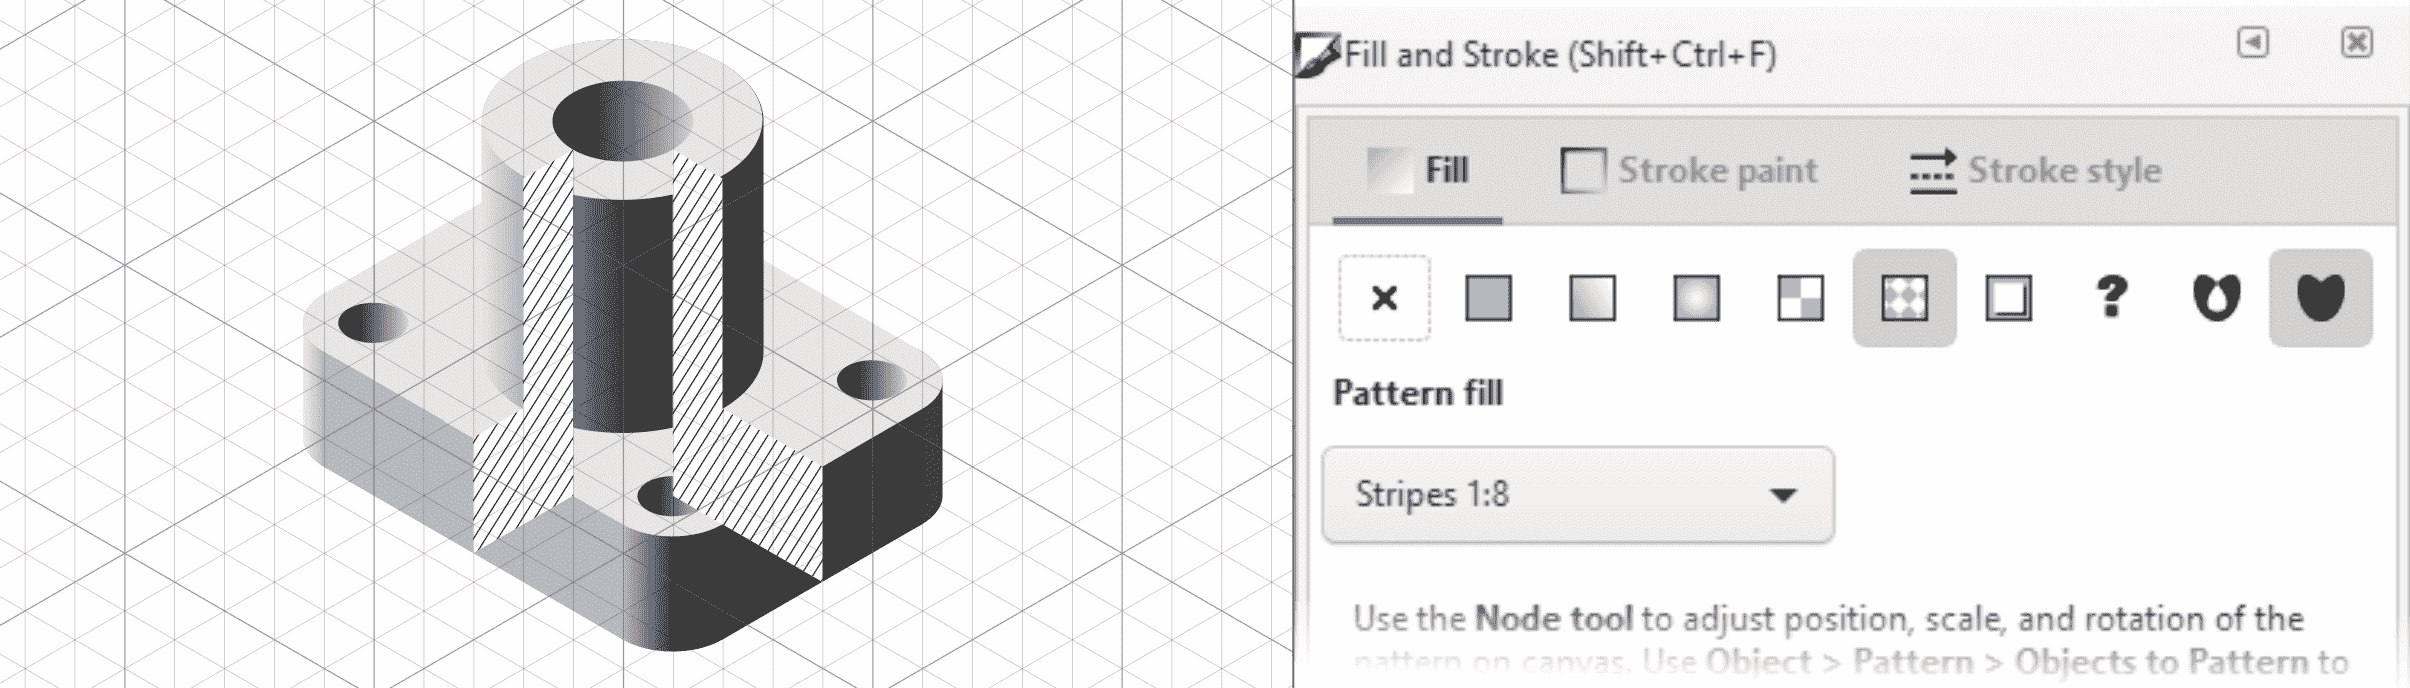 Fill and Stroke (Shift+Ctrl+F)
Fill Stroke paint Stroke style
?
Pattern fill
Stripes 1:8
Use the Node tool to adjust position, scale, and rotation of the
pattern on canvas. Use Object > Pattern > Objects to Pattern to